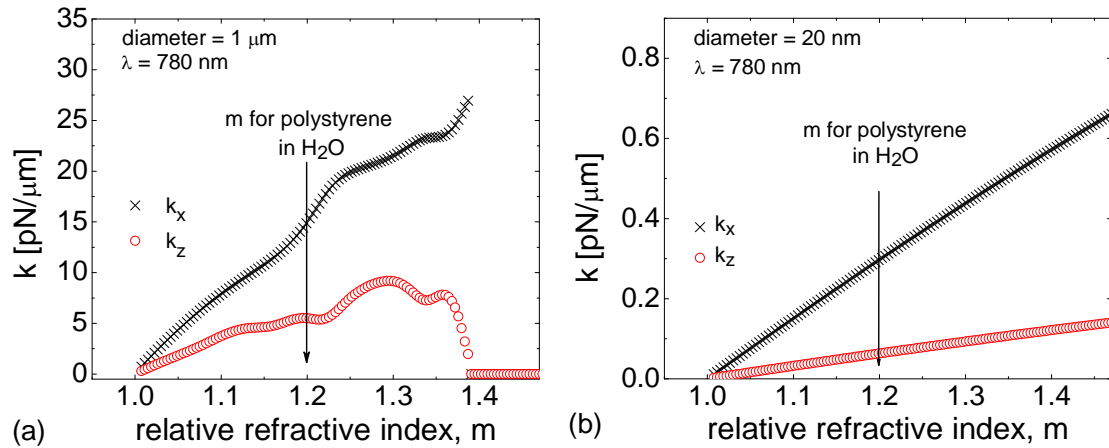 diameter = 1 μm
λ = 780 nm
m for polystyrene
in H₂O
kₓ
k_z
k [pN/μm]
0
5
10
15
20
25
30
35
1.0
1.1
1.2
1.3
1.4
relative refractive index, m
(a)
diameter = 20 nm
λ = 780 nm
m for polystyrene
in H₂O
kₓ
k_z
k [pN/μm]
0.0
0.2
0.4
0.6
0.8
1.0
1.1
1.2
1.3
1.4
relative refractive index, m
(b)